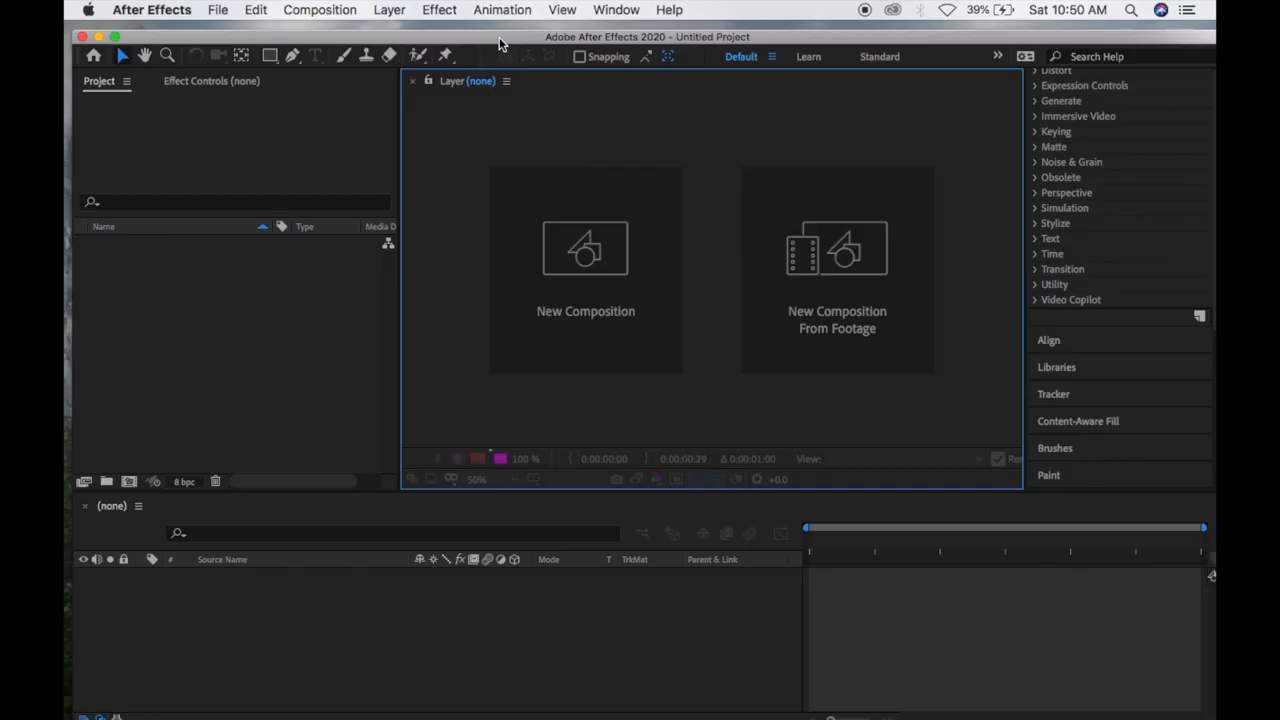 After Effects File Edit Composition Layer Effect Animation View Window Help 39% Sat 10:50 AM
Adobe After Effects 2020 - Untitled Project
Snapping Default Learn Standard Search Help
Project Effect Controls (none)
Layer (none)
Distort
Expression Controls
Generate
Immersive Video
Keying
Matte
Noise & Grain
Obsolete
Perspective
Simulation
Stylize
Text
Time
Transition
Utility
Video Copilot
Name Type Media D
New Composition
New Composition
From Footage
Align
Libraries
Tracker
Content-Aware Fill
Brushes
Paint
100 % 0:00:00:00 0:00:00:29 Δ 0:00:01:00 View: Ren
8 bpc
50% +0.0
(none)
# Source Name fx Mode T TrkMat Parent & Link